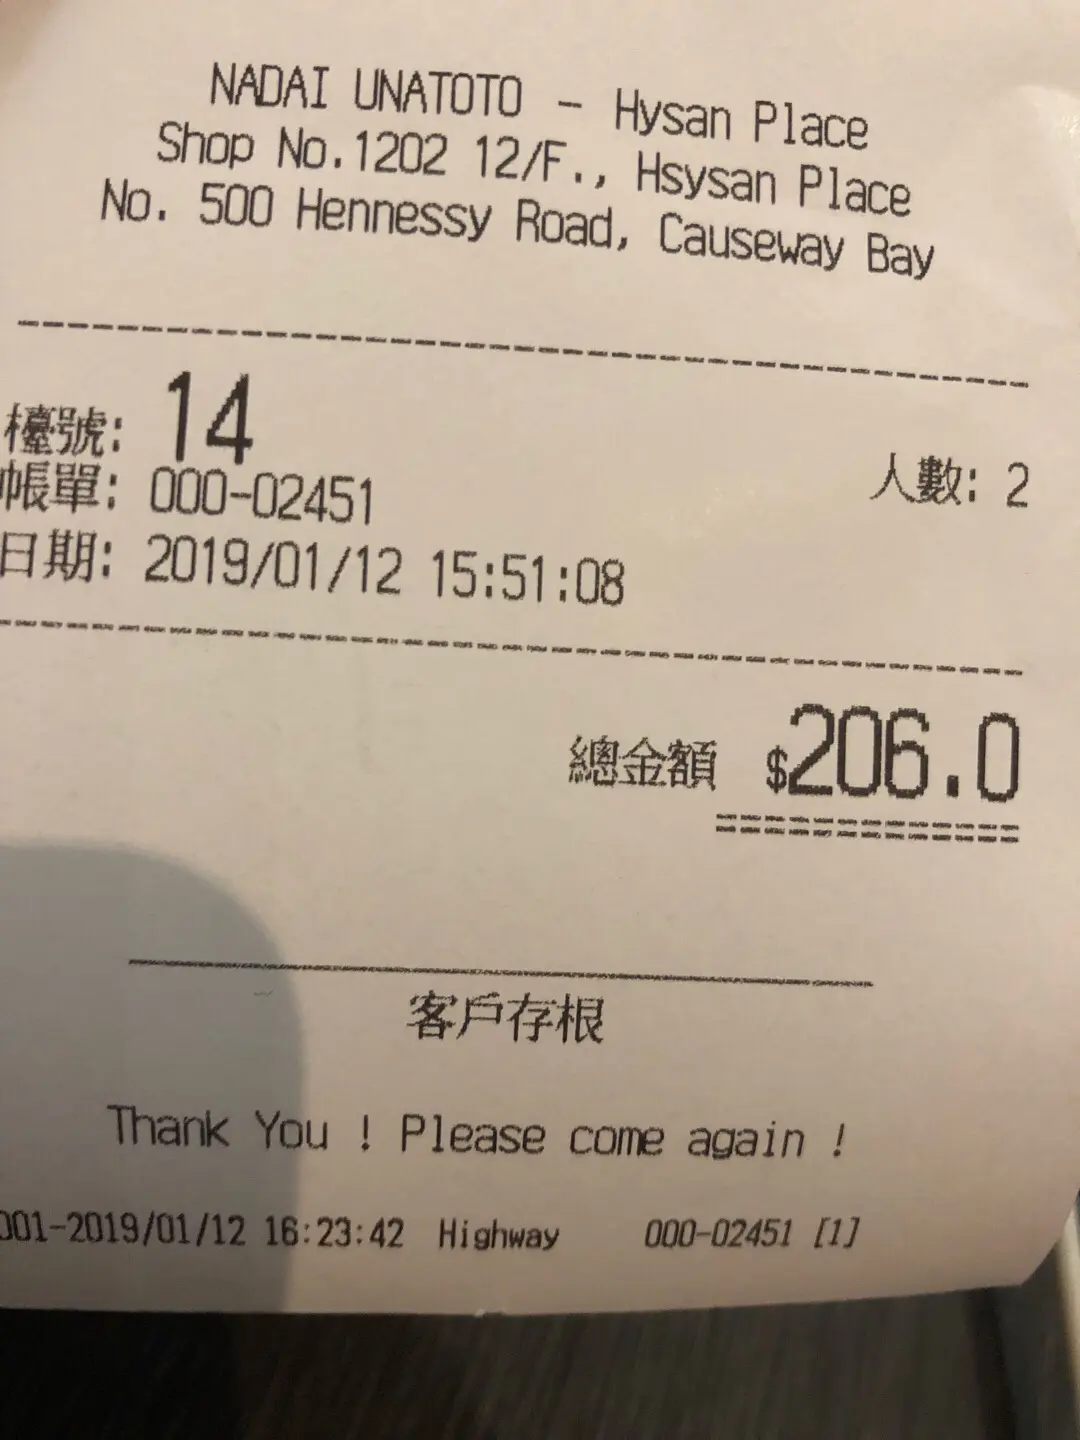 NADAI UNATOTO - Hysan Place
Shop No.1202 12/F., Hsysan Place
No. 500 Hennessy Road, Causeway Bay
檯號: 14
帳單: 000-02451 人數: 2
日期: 2019/01/12 15:51:08
總金額 $206.0
客戶存根
Thank You ! Please come again !
001-2019/01/12 16:23:42 Highway 000-02451 [1]